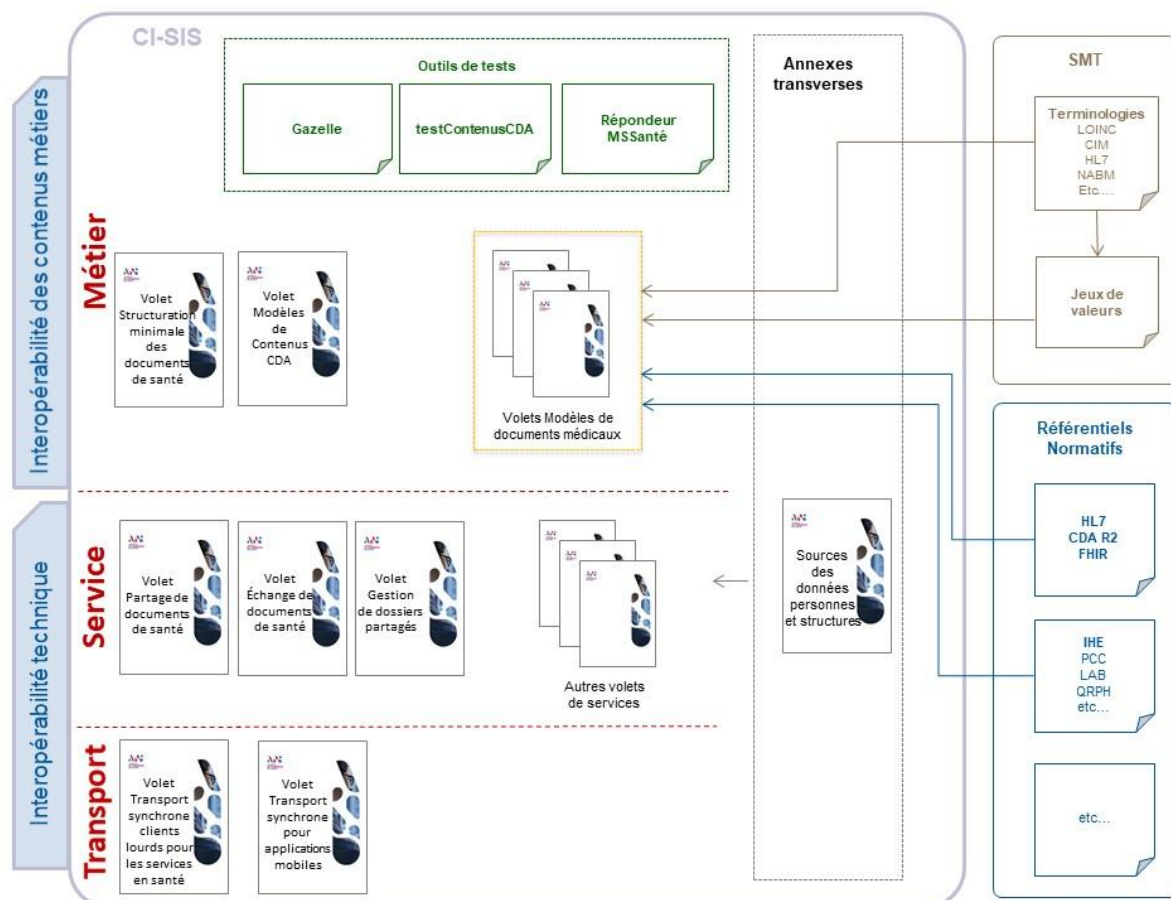 CI-SIS
Interopérabilité des contenus métiers
Interopérabilité technique
Métier
Service
Transport
Outils de tests
Gazelle
testContenusCDA
Répondeur
MSSanté
Annexes
transverses
SMT
Terminologies
LOINC
CIM
HL7
NABM
Etc....
Jeux de
valeurs
Volet
Structuration
minimale
des
documents
de santé
Volet
Modèles
de
Contenus
CDA
Volets Modèles de
documents médicaux
Référentiels
Normatifs
HL7
CDA R2
FHIR
IHE
PCC
LAB
QRPH
etc...
etc...
Volet
Partage de
documents
de santé
Volet
Échange de
documents
de santé
Volet
Gestion
de dossiers
partagés
Autres volets
de services
Sources
des
données
personnes
et structures
Volet
Transport
synchrone
clients
lourds pour
les services
en santé
Volet
Transport
synchrone
pour
applications
mobiles